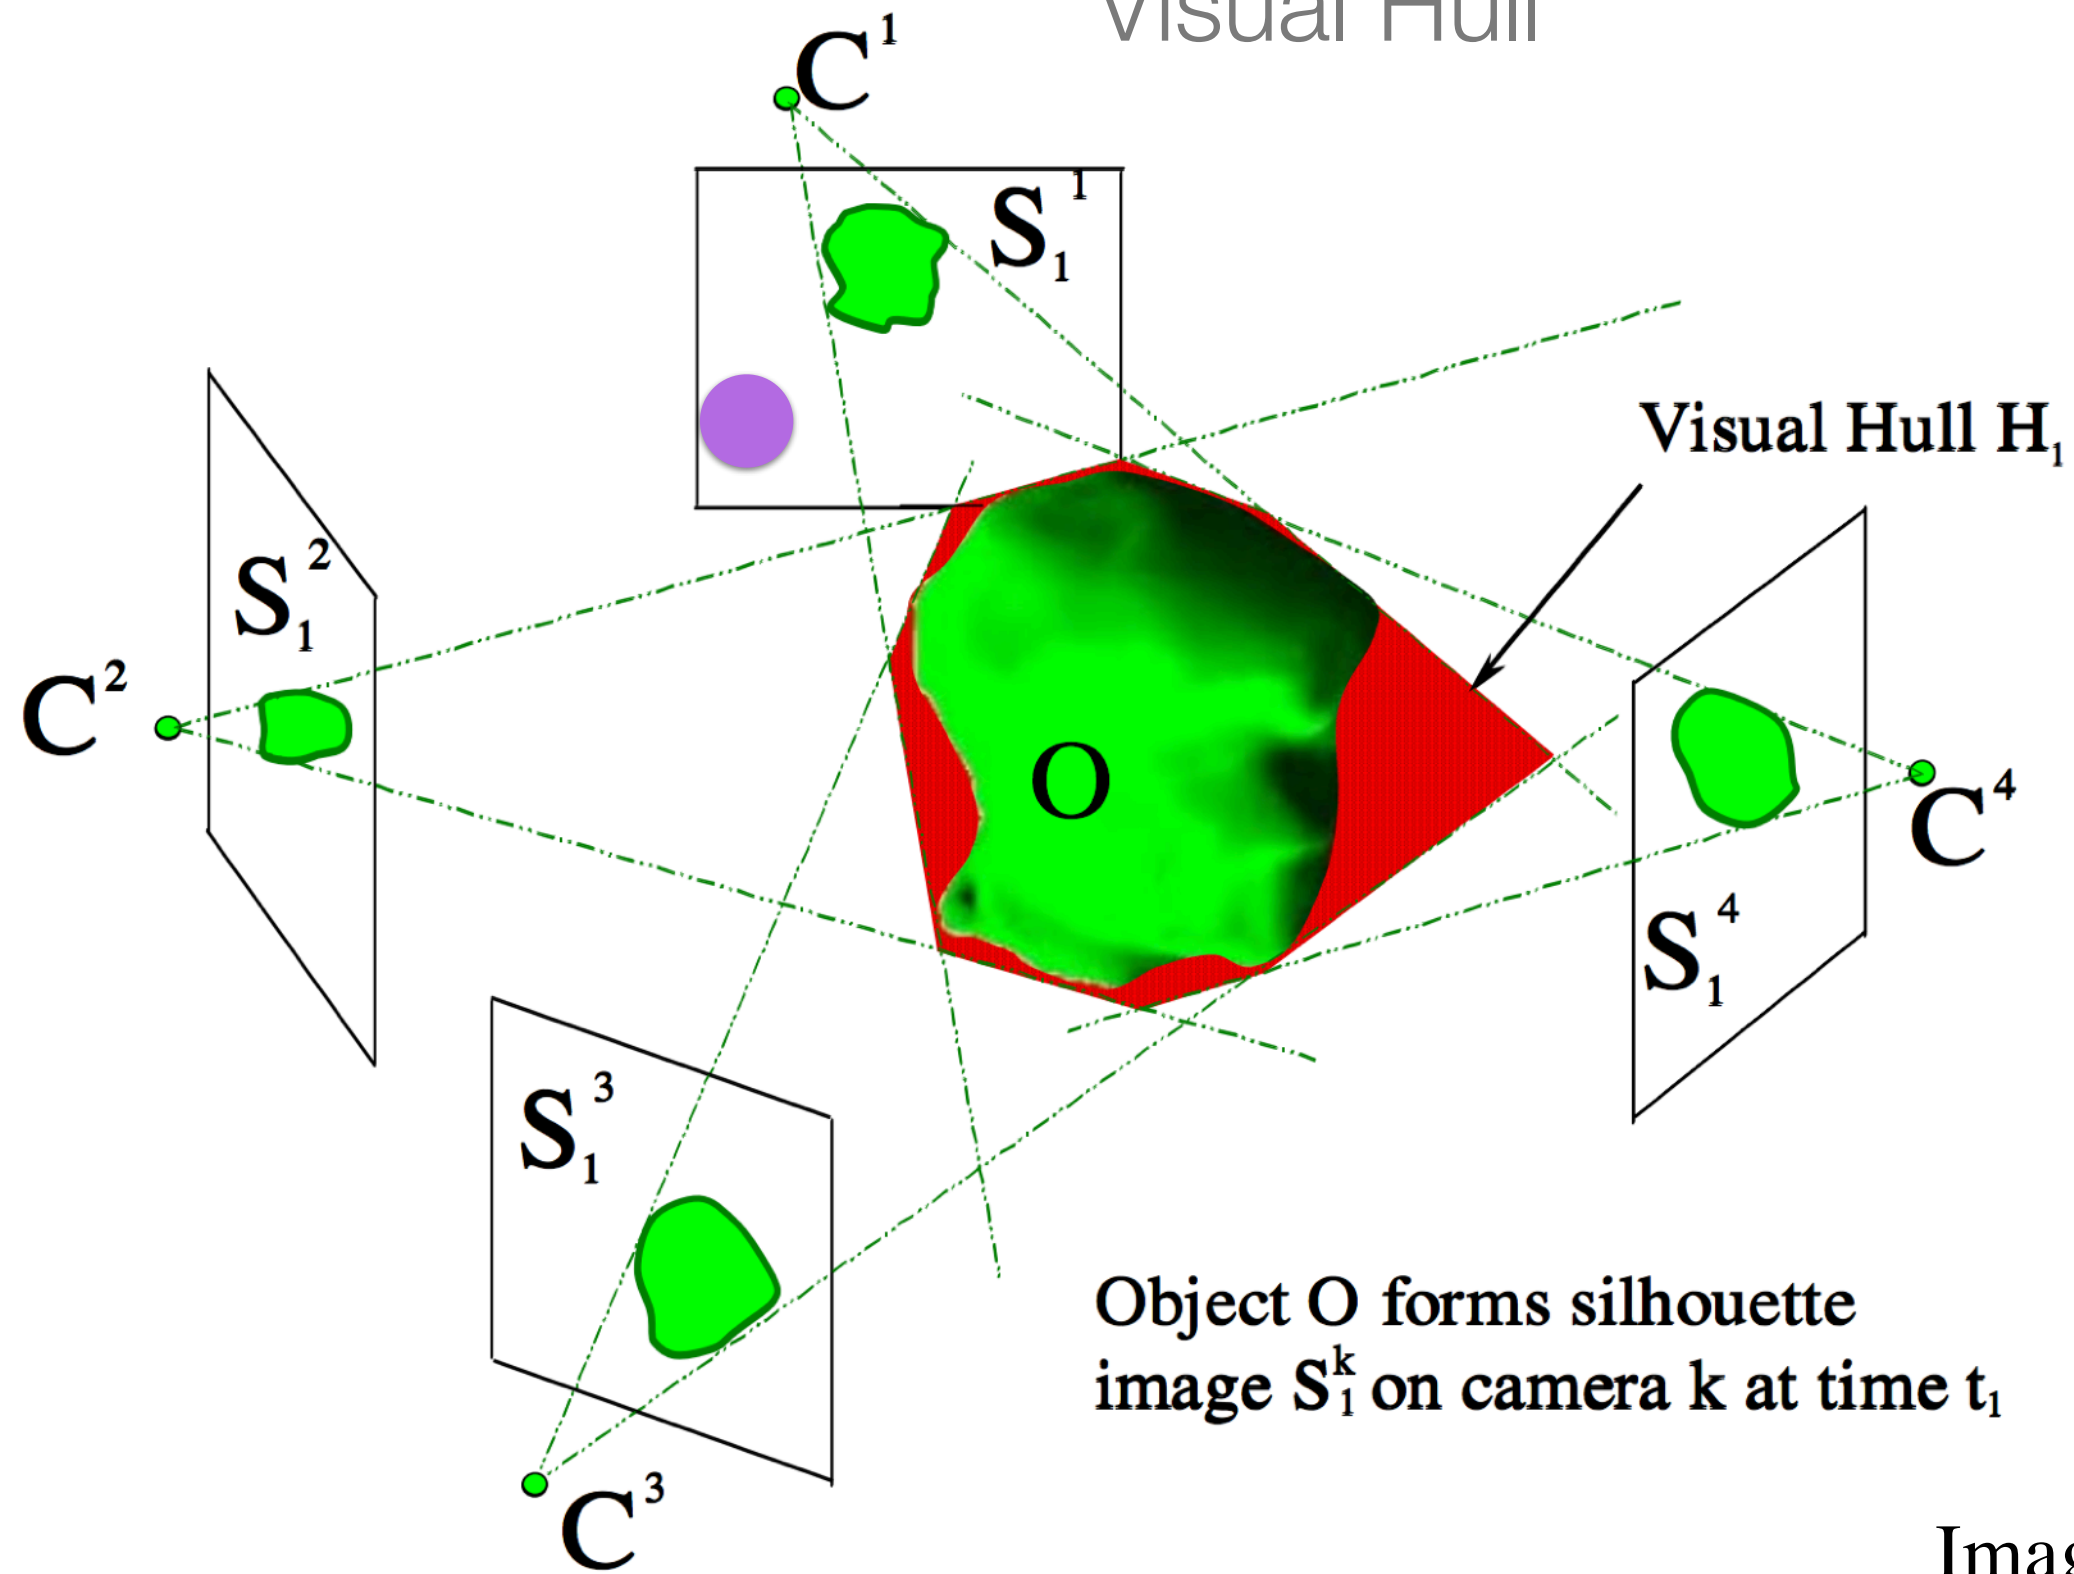 Visual Hull
C¹
S₁¹
Visual Hull H₁
S₁²
C²
O
C⁴
S₁⁴
S₁³
Object O forms silhouette
image S₁ᵏ on camera k at time t₁
C³